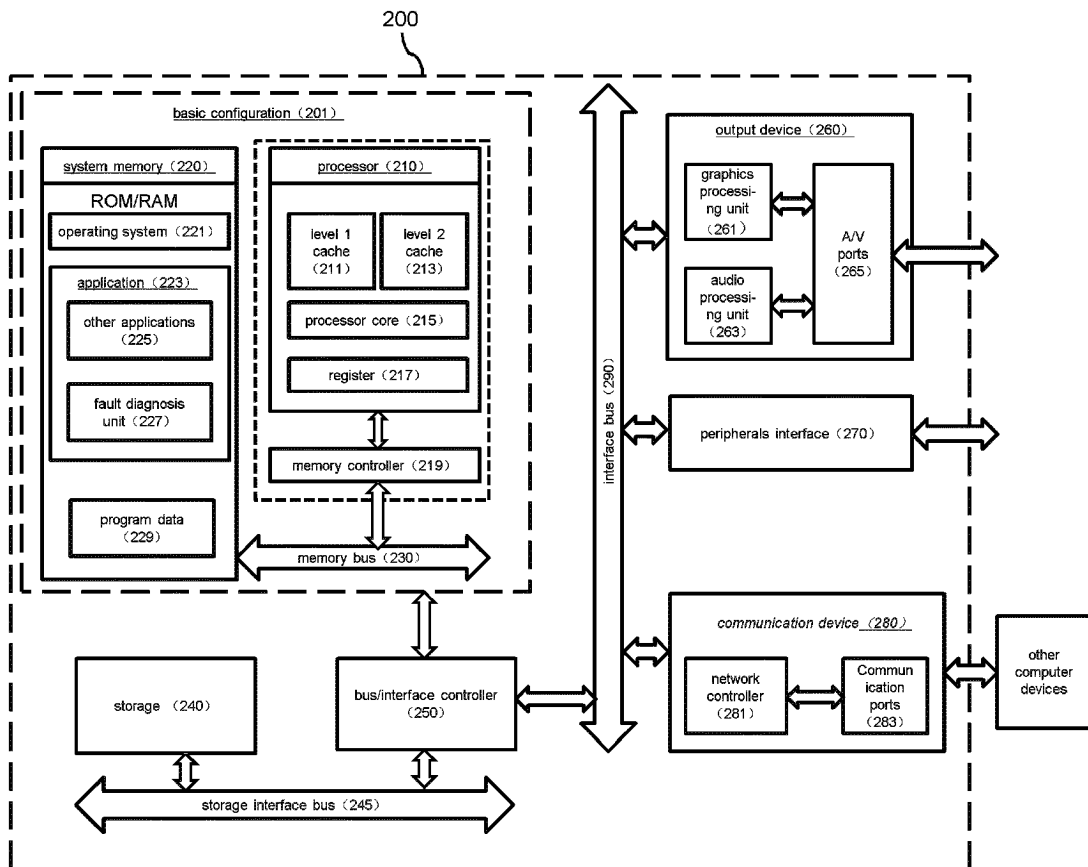 200
basic configuration（201）
system memory（220）
ROM/RAM
operating system（221）
application（223）
other applications
（225）
fault diagnosis
unit（227）
program data
（229）
processor（210）
level 1
cache
（211）
level 2
cache
（213）
processor core（215）
register（217）
memory controller（219）
memory bus（230）
storage（240）
bus/interface controller
（250）
storage interface bus（245）
interface bus（290）
output device（260）
graphics
processi-
ng unit
（261）
audio
processi-
ng unit
（263）
A/V
ports
（265）
peripherals interface（270）
communication device（280）
network
controller
（281）
Commun-
ication
ports
（283）
other
computer
devices